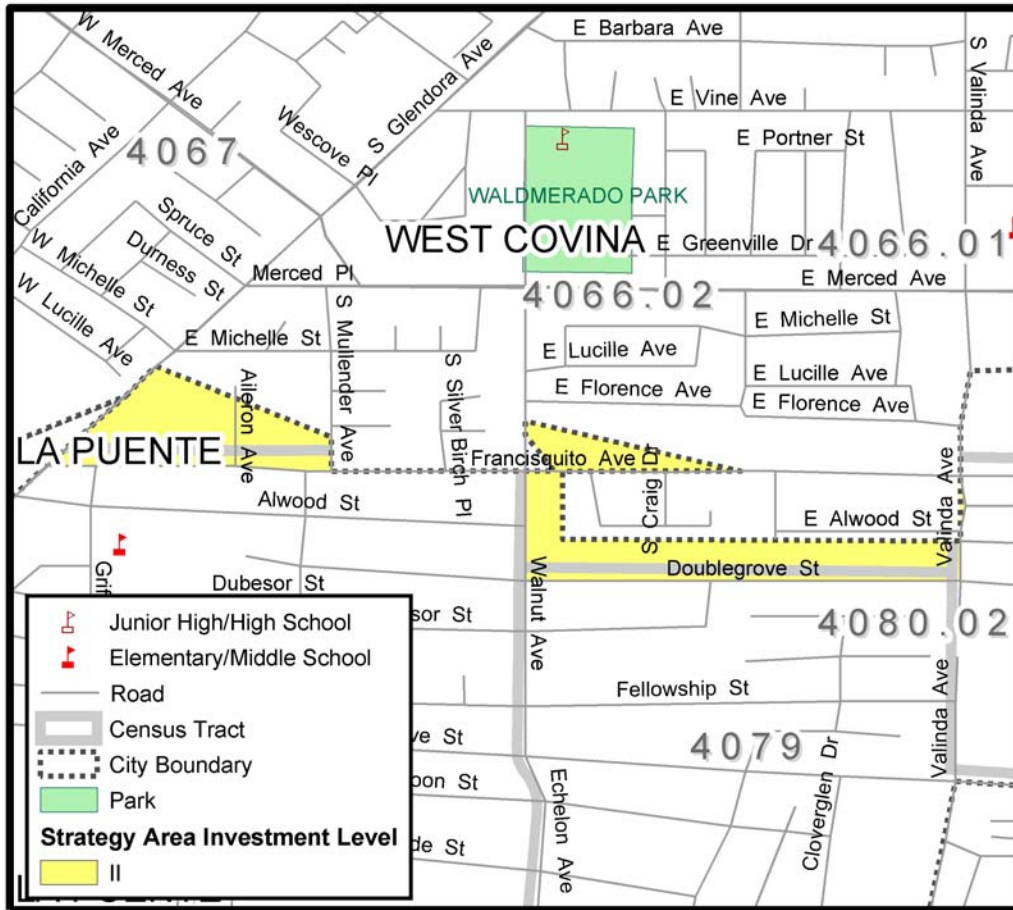 E Barbara Ave
W Merced Ave
S Glendora Ave
S Valinda Ave
E Vine Ave
Wescove Pl
E Portner St
4067
California Ave
WALDMERADO PARK
Spruce St
WEST COVINA
E Greenville Dr
4066.01
Durness St
W Michelle St
Merced Pl
E Merced Ave
4066.02
W Lucille Ave
S Mullender Ave
E Michelle St
E Michelle St
E Lucille Ave
S Silver Birch Pl
Aileron Ave
E Lucille Ave
E Florence Ave
E Florence Ave
LA PUENTE
Francisquito Ave
S Craig Dr
Valinda Ave
Alwood St
E Alwood St
Doublegrove St
Walnut Ave
Grif
Dubesor St
sor St
4080.02
Fellowship St
Valinda Ave
4079
ve St
Cloverglen Dr
oon St
Echelon Ave
de St
Junior High/High School
Elementary/Middle School
Road
Census Tract
City Boundary
Park
Strategy Area Investment Level
II